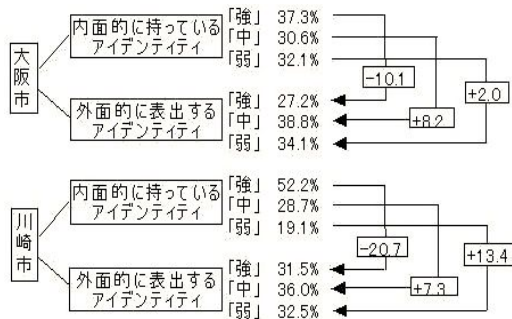 大阪市
内面的に持っている
アイデンティティ
「強」 37.3%
「中」 30.6%
「弱」 32.1%
-10.1
+2.0
+8.2
外面的に表出する
アイデンティティ
「強」 27.2%
「中」 38.8%
「弱」 34.1%
川崎市
内面的に持っている
アイデンティティ
「強」 52.2%
「中」 28.7%
「弱」 19.1%
-20.7
+13.4
+7.3
外面的に表出する
アイデンティティ
「強」 31.5%
「中」 36.0%
「弱」 32.5%